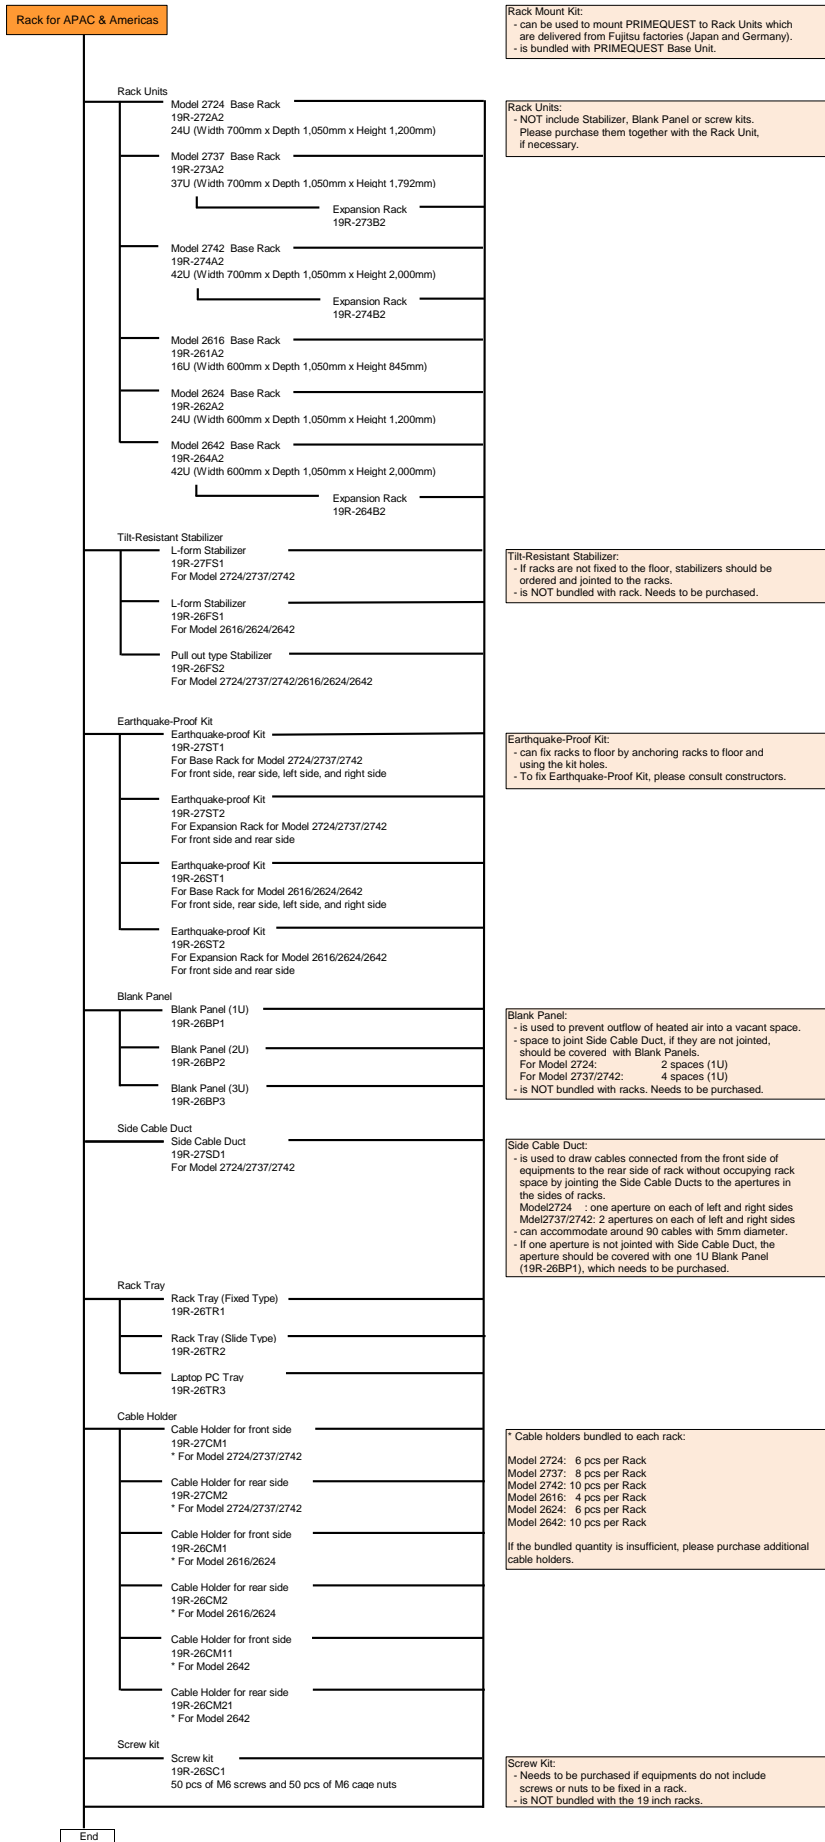 Rack for APAC & Americas
Rack Mount Kit:
- can be used to mount PRIMEQUEST to Rack Units which
are delivered from Fujitsu factories (Japan and Germany).
- is bundled with PRIMEQUEST Base Unit.
Rack Units
Model 2724 Base Rack
19R-272A2
24U (Width 700mm x Depth 1,050mm x Height 1,200mm)
Rack Units:
- NOT include Stabilizer, Blank Panel or screw kits.
Please purchase them together with the Rack Unit,
if necessary.
Model 2737 Base Rack
19R-273A2
37U (Width 700mm x Depth 1,050mm x Height 1,792mm)
Expansion Rack
19R-273B2
Model 2742 Base Rack
19R-274A2
42U (Width 700mm x Depth 1,050mm x Height 2,000mm)
Expansion Rack
19R-274B2
Model 2616 Base Rack
19R-261A2
16U (Width 600mm x Depth 1,050mm x Height 845mm)
Model 2624 Base Rack
19R-262A2
24U (Width 600mm x Depth 1,050mm x Height 1,200mm)
Model 2642 Base Rack
19R-264A2
42U (Width 600mm x Depth 1,050mm x Height 2,000mm)
Expansion Rack
19R-264B2
Tilt-Resistant Stabilizer
L-form Stabilizer
19R-27FS1
For Model 2724/2737/2742
Tilt-Resistant Stabilizer:
- If racks are not fixed to the floor, stabilizers should be
ordered and jointed to the racks.
- is NOT bundled with rack. Needs to be purchased.
L-form Stabilizer
19R-26FS1
For Model 2616/2624/2642
Pull out type Stabilizer
19R-26FS2
For Model 2724/2737/2742/2616/2624/2642
Earthquake-Proof Kit
Earthquake-proof Kit
19R-27ST1
For Base Rack for Model 2724/2737/2742
For front side, rear side, left side, and right side
Earthquake-Proof Kit:
- can fix racks to floor by anchoring racks to floor and
using the kit holes.
- To fix Earthquake-Proof Kit, please consult constructors.
Earthquake-proof Kit
19R-27ST2
For Expansion Rack for Model 2724/2737/2742
For front side and rear side
Earthquake-proof Kit
19R-26ST1
For Base Rack for Model 2616/2624/2642
For front side, rear side, left side, and right side
Earthquake-proof Kit
19R-26ST2
For Expansion Rack for Model 2616/2624/2642
For front side and rear side
Blank Panel
Blank Panel (1U)
19R-26BP1
Blank Panel (2U)
19R-26BP2
Blank Panel (3U)
19R-26BP3
Blank Panel:
- is used to prevent outflow of heated air into a vacant space.
- space to joint Side Cable Duct, if they are not jointed,
should be covered with Blank Panels.
For Model 2724: 2 spaces (1U)
For Model 2737/2742: 4 spaces (1U)
- is NOT bundled with racks. Needs to be purchased.
Side Cable Duct
Side Cable Duct
19R-27SD1
For Model 2724/2737/2742
Side Cable Duct:
- is used to draw cables connected from the front side of
equipments to the rear side of rack without occupying rack
space by jointing the Side Cable Ducts to the apertures in
the sides of racks.
Model2724 : one aperture on each of left and right sides
Mdel2737/2742: 2 apertures on each of left and right sides
- can accommodate around 90 cables with 5mm diameter.
- If one aperture is not jointed with Side Cable Duct, the
aperture should be covered with one 1U Blank Panel
(19R-26BP1), which needs to be purchased.
Rack Tray
Rack Tray (Fixed Type)
19R-26TR1
Rack Tray (Slide Type)
19R-26TR2
Laptop PC Tray
19R-26TR3
Cable Holder
Cable Holder for front side
19R-27CM1
* For Model 2724/2737/2742
Cable Holder for rear side
19R-27CM2
* For Model 2724/2737/2742
Cable Holder for front side
19R-26CM1
* For Model 2616/2624
Cable Holder for rear side
19R-26CM2
* For Model 2616/2624
Cable Holder for front side
19R-26CM11
* For Model 2642
Cable Holder for rear side
19R-26CM21
* For Model 2642
* Cable holders bundled to each rack:
Model 2724: 6 pcs per Rack
Model 2737: 8 pcs per Rack
Model 2742: 10 pcs per Rack
Model 2616: 4 pcs per Rack
Model 2624: 6 pcs per Rack
Model 2642: 10 pcs per Rack
If the bundled quantity is insufficient, please purchase additional
cable holders.
Screw kit
Screw kit
19R-26SC1
50 pcs of M6 screws and 50 pcs of M6 cage nuts
Screw Kit:
- Needs to be purchased if equipments do not include
screws or nuts to be fixed in a rack.
- is NOT bundled with the 19 inch racks.
End